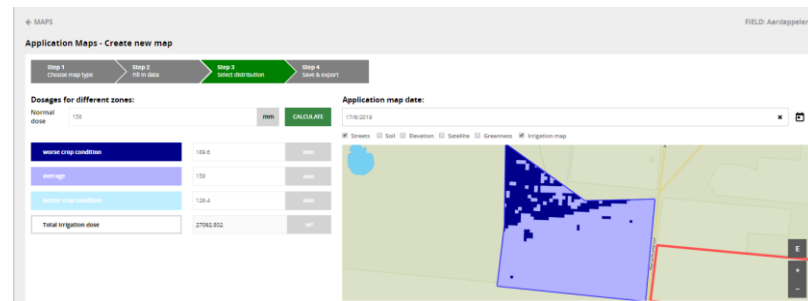 ← MAPS
FIELD: Aardappelen
Application Maps - Create new map
Step 1
Choose map type
Step 2
Fill in data
Step 3
Select distribution
Step 4
Save & export
Dosages for different zones:
Normal dose
158
mm
CALCULATE
worse crop condition
189.6
mm
average
158
mm
better crop condition
126.4
mm
Total Irrigation dose
27092.802
m³
Application map date:
17/6/2019
Streets
Soil
Elevation
Satellite
Greenness
Irrigation map
E
+
−